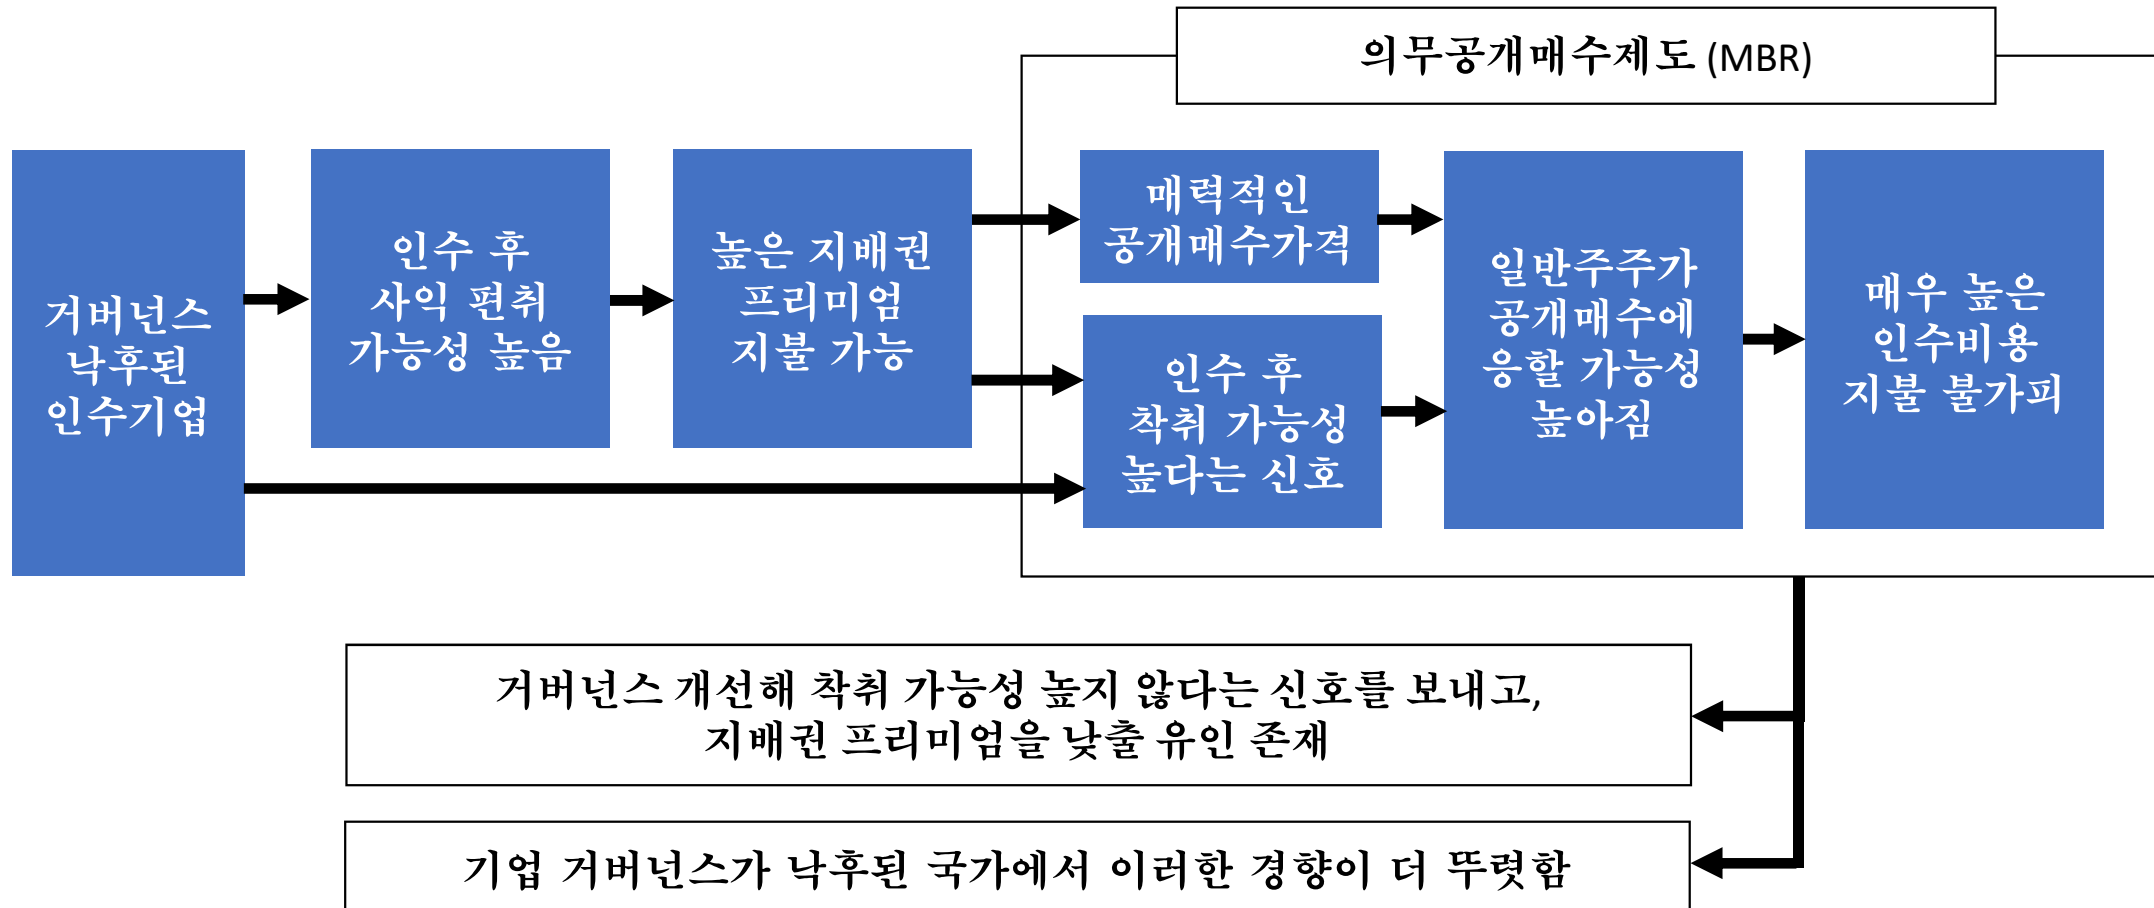 의무공개매수제도 (MBR)
거버넌스
낙후된
인수기업
인수 후
사익 편취
가능성 높음
높은 지배권
프리미엄
지불 가능
매력적인
공개매수가격
인수 후
착취 가능성
높다는 신호
일반주주가
공개매수에
응할 가능성
높아짐
매우 높은
인수비용
지불 불가피
거버넌스 개선해 착취 가능성 높지 않다는 신호를 보내고,
지배권 프리미엄을 낮출 유인 존재
기업 거버넌스가 낙후된 국가에서 이러한 경향이 더 뚜렷함